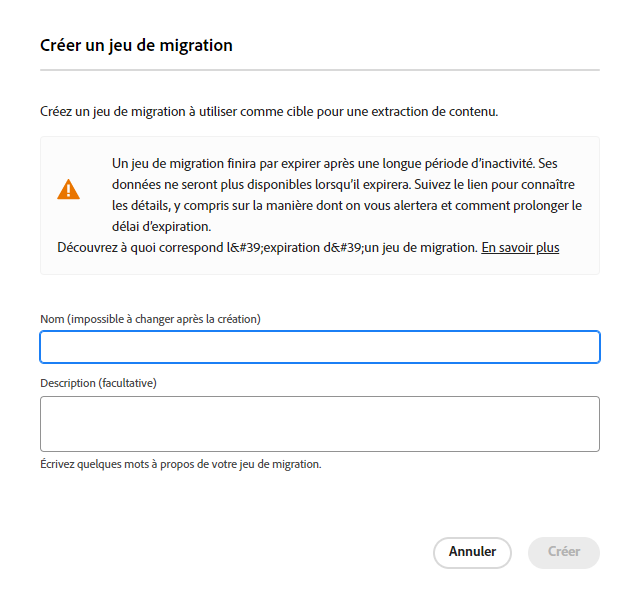 Créer un jeu de migration
Créez un jeu de migration à utiliser comme cible pour une extraction de contenu.
Un jeu de migration finira par expirer après une longue période d’inactivité. Ses
données ne seront plus disponibles lorsqu’il expirera. Suivez le lien pour connaître
les détails, y compris sur la manière dont on vous alertera et comment prolonger le
délai d’expiration.
Découvrez à quoi correspond l&#39;expiration d&#39;un jeu de migration. En savoir plus
Nom (impossible à changer après la création)
Description (facultative)
Écrivez quelques mots à propos de votre jeu de migration.
Annuler Créer